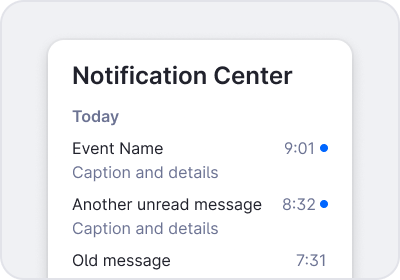 Notification Center
Today
Event Name 9:01
Caption and details
Another unread message 8:32
Caption and details
Old message 7:31